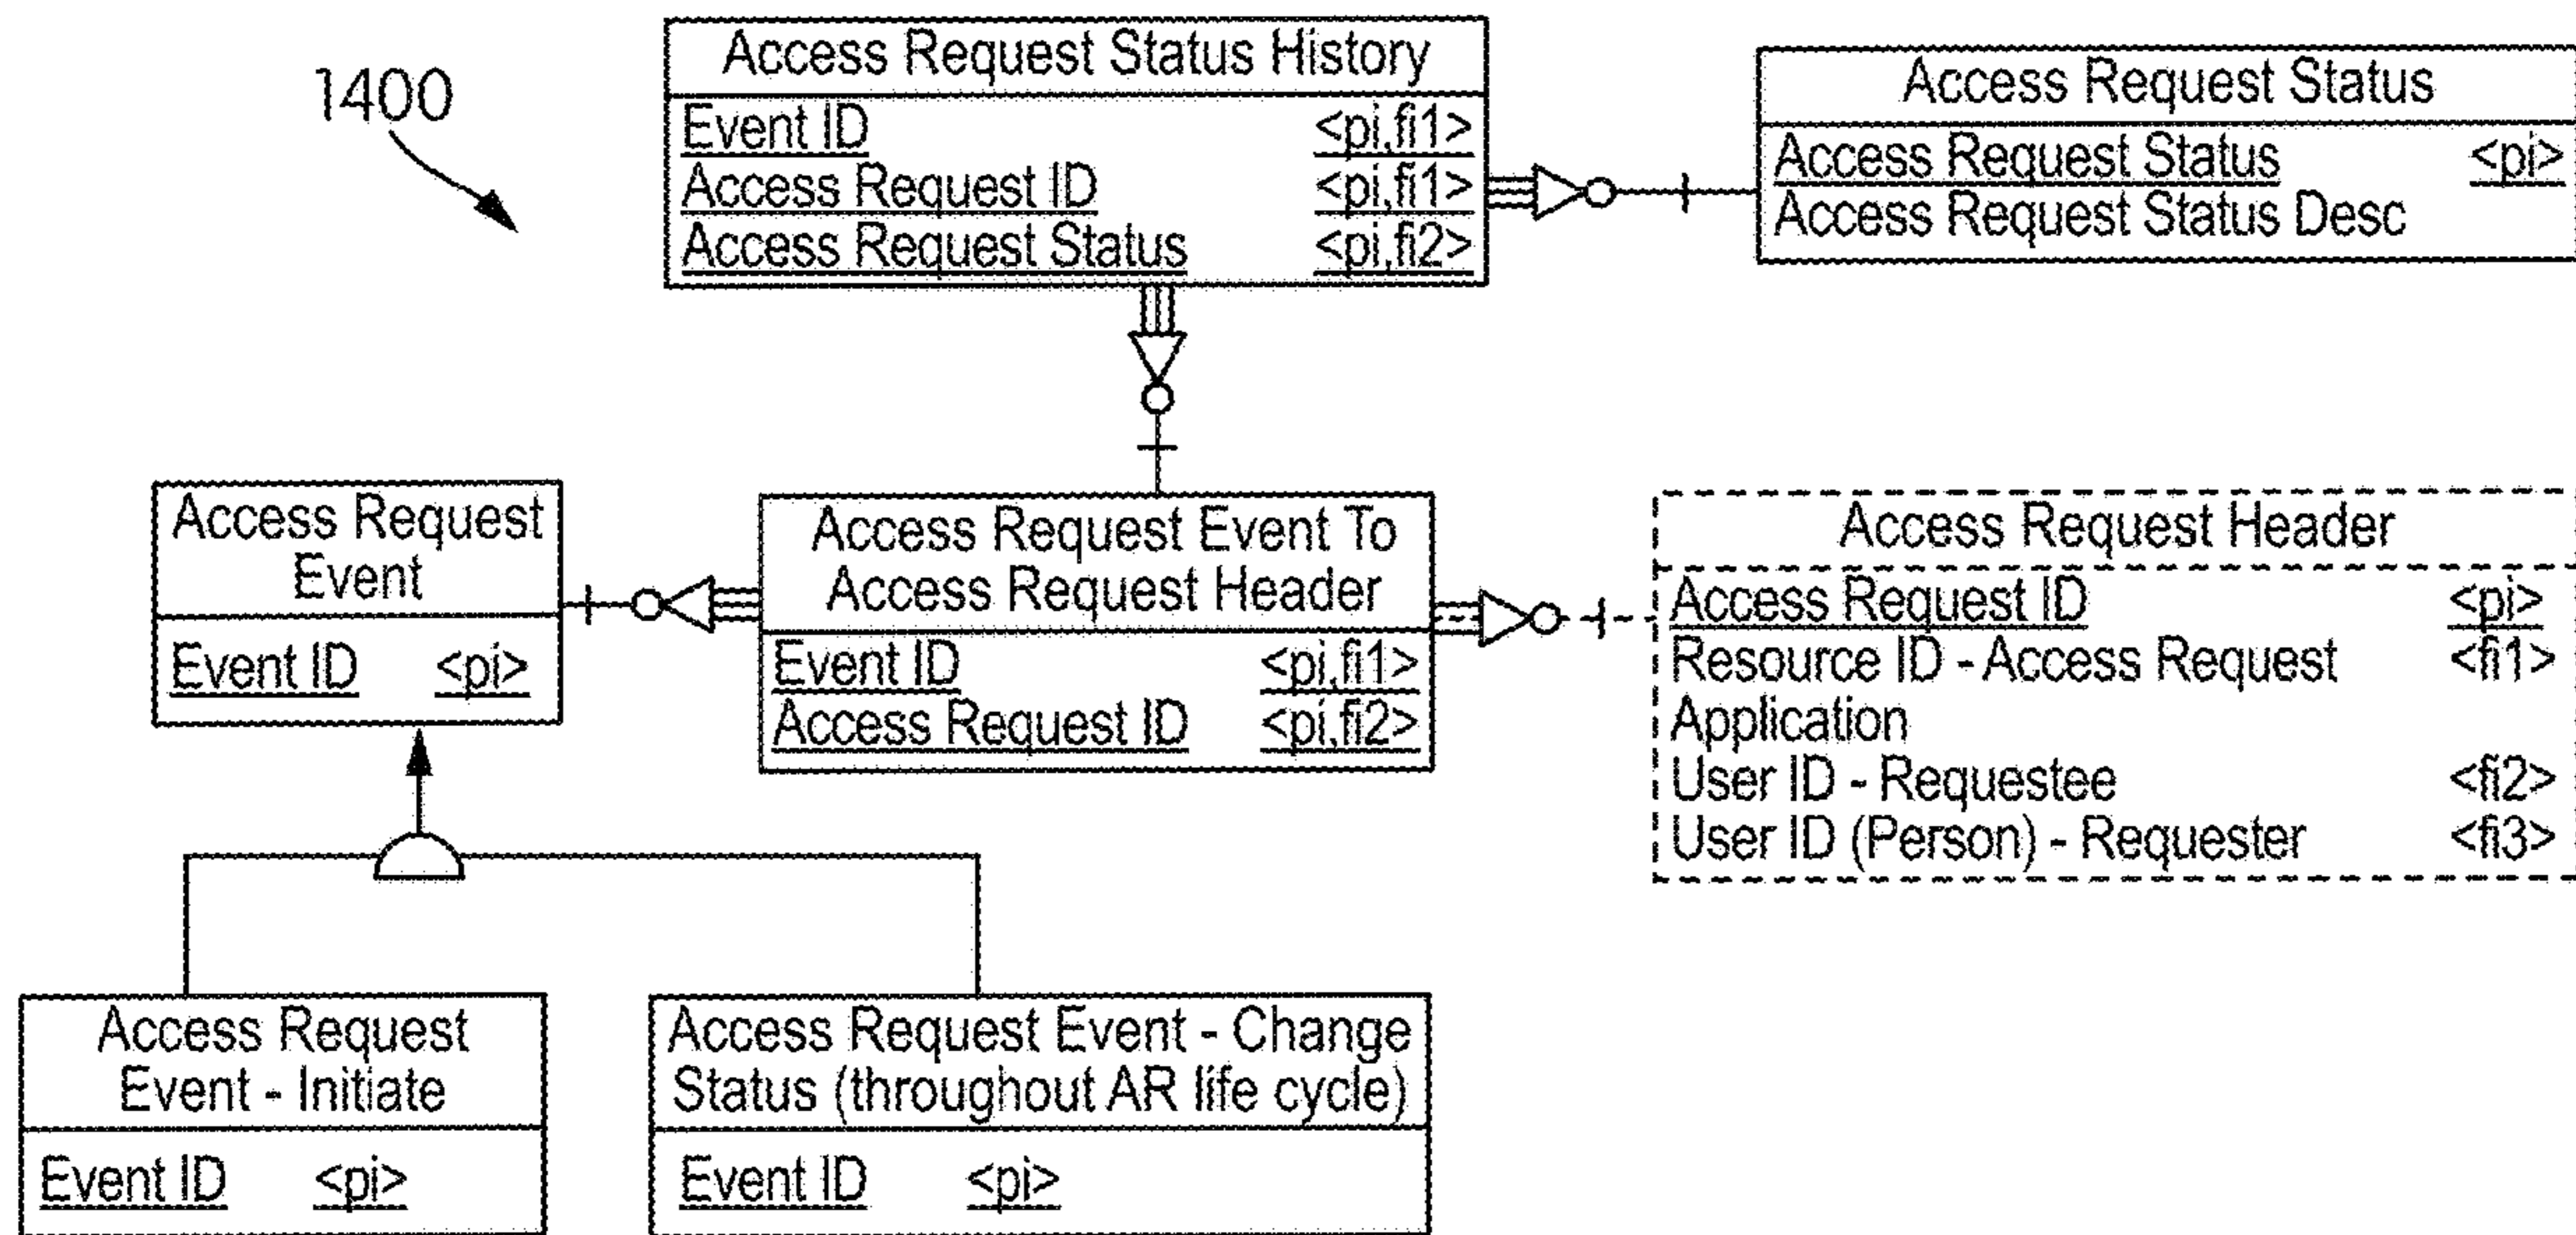 1400
Access Request Status History
Event ID <pi,fi1>
Access Request ID <pi,fi1>
Access Request Status <pi,fi2>
Access Request Status
Access Request Status <pi>
Access Request Status Desc
Access Request
Event
Event ID <pi>
Access Request Event To
Access Request Header
Event ID <pi,fi1>
Access Request ID <pi,fi2>
Access Request Header
Access Request ID <pi>
Resource ID - Access Request <fi1>
Application
User ID - Requestee <fi2>
User ID (Person) - Requester <fi3>
Access Request
Event - Initiate
Event ID <pi>
Access Request Event - Change
Status (throughout AR life cycle)
Event ID <pi>